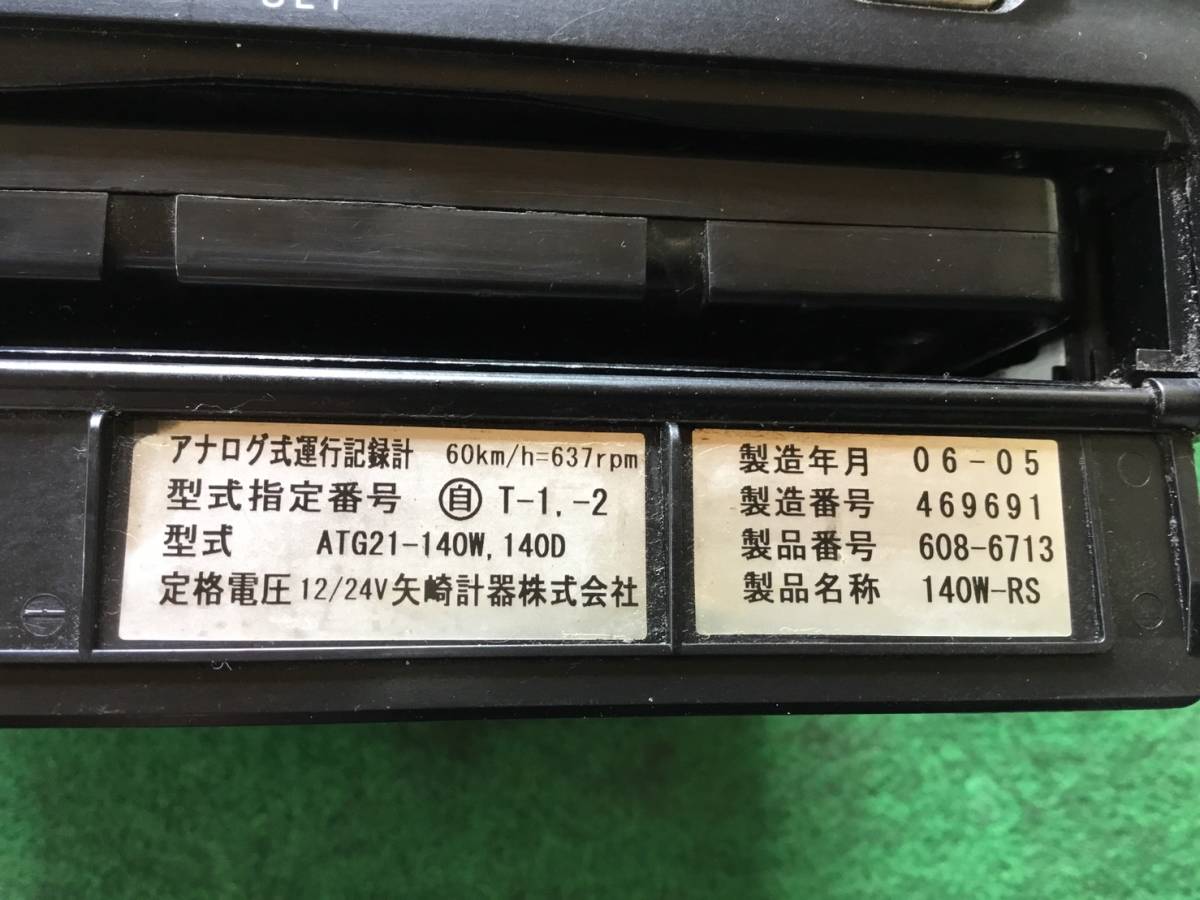 SET
アナログ式運行記録計 60km/h=637rpm
型式指定番号 � T-1,-2
型式 ATG21-140W,140D
定格電圧 12/24V 矢崎計器株式会社
製造年月 06-05
製造番号 469691
製品番号 608-6713
製品名称 140W-RS